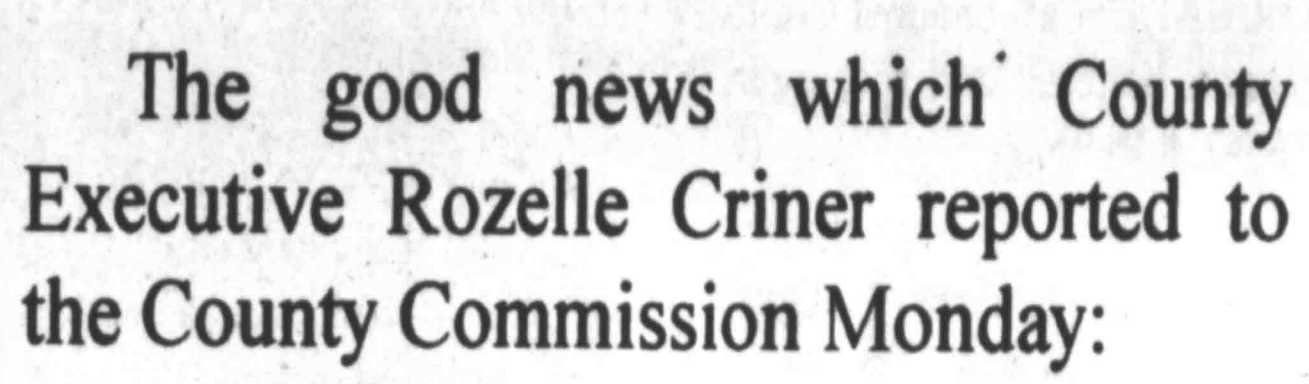 The good news which County
Executive Rozelle Criner reported to
the County Commission Monday: